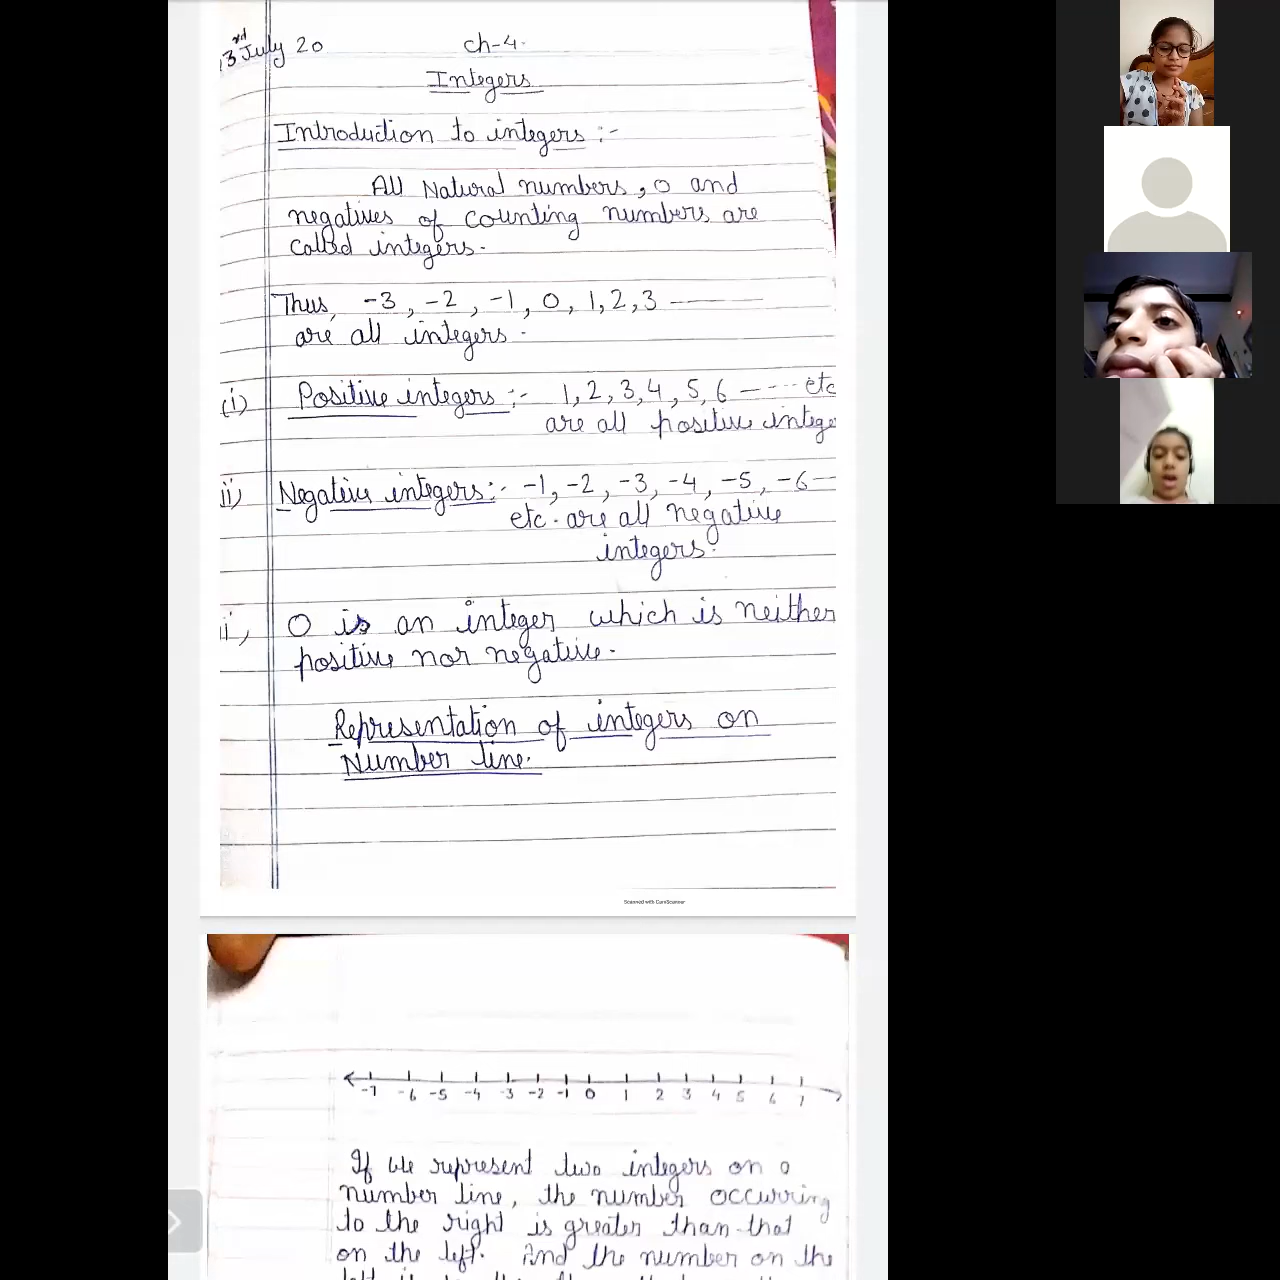 3rd July 20
Ch-4.
Integers
Introduction to integers :-
All Natural numbers, 0 and
negatives of counting numbers are
called integers.
Thus, -3, -2, -1, 0, 1, 2, 3 ———
are all integers.
(i) Positive integers :- 1, 2, 3, 4, 5, 6 — --- etc
are all positive intege
ii) Negative integers :- -1, -2, -3, -4, -5, -6 —
etc. are all negative
integers.
i, 0 is an integer which is neither
positive nor negative.
Representation of integers on
Number line.
Scanned with CamScanner
-7 -6 -5 -4 -3 -2 -1 0 1 2 3 4 5 6 7
If we represent two integers on a
number line, the number occurring
to the right is greater than that
on the left. And the number on the